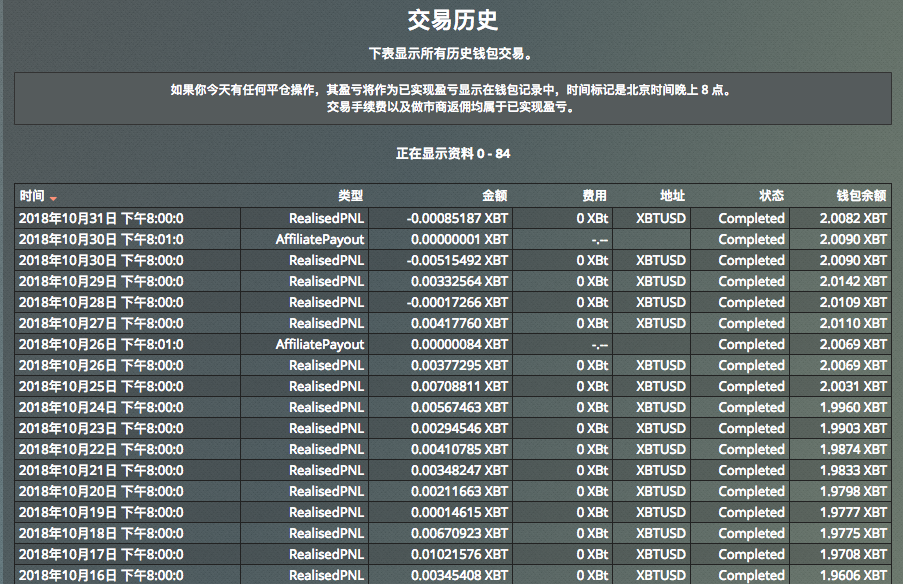 交易历史
下表显示所有历史钱包交易。
如果你今天有任何平仓操作，其盈亏将作为已实现盈亏显示在钱包记录中，时间标记是北京时间晚上 8 点。
交易手续费以及做市商返佣均属于已实现盈亏。
正在显示资料 0 - 84
时间 类型 金额 费用 地址 状态 钱包余额
2018年10月31日 下午8:00:0 RealisedPNL -0.00085187 XBT 0 XBt XBTUSD Completed 2.0082 XBT
2018年10月30日 下午8:01:0 AffiliatePayout 0.00000001 XBT -.-- Completed 2.0090 XBT
2018年10月30日 下午8:00:0 RealisedPNL -0.00515492 XBT 0 XBt XBTUSD Completed 2.0090 XBT
2018年10月29日 下午8:00:0 RealisedPNL 0.00332564 XBT 0 XBt XBTUSD Completed 2.0142 XBT
2018年10月28日 下午8:00:0 RealisedPNL -0.00017266 XBT 0 XBt XBTUSD Completed 2.0109 XBT
2018年10月27日 下午8:00:0 RealisedPNL 0.00417760 XBT 0 XBt XBTUSD Completed 2.0110 XBT
2018年10月26日 下午8:01:0 AffiliatePayout 0.00000084 XBT -.-- Completed 2.0069 XBT
2018年10月26日 下午8:00:0 RealisedPNL 0.00377295 XBT 0 XBt XBTUSD Completed 2.0069 XBT
2018年10月25日 下午8:00:0 RealisedPNL 0.00708811 XBT 0 XBt XBTUSD Completed 2.0031 XBT
2018年10月24日 下午8:00:0 RealisedPNL 0.00567463 XBT 0 XBt XBTUSD Completed 1.9960 XBT
2018年10月23日 下午8:00:0 RealisedPNL 0.00294546 XBT 0 XBt XBTUSD Completed 1.9903 XBT
2018年10月22日 下午8:00:0 RealisedPNL 0.00410785 XBT 0 XBt XBTUSD Completed 1.9874 XBT
2018年10月21日 下午8:00:0 RealisedPNL 0.00348247 XBT 0 XBt XBTUSD Completed 1.9833 XBT
2018年10月20日 下午8:00:0 RealisedPNL 0.00211663 XBT 0 XBt XBTUSD Completed 1.9798 XBT
2018年10月19日 下午8:00:0 RealisedPNL 0.00014615 XBT 0 XBt XBTUSD Completed 1.9777 XBT
2018年10月18日 下午8:00:0 RealisedPNL 0.00670923 XBT 0 XBt XBTUSD Completed 1.9775 XBT
2018年10月17日 下午8:00:0 RealisedPNL 0.01021576 XBT 0 XBt XBTUSD Completed 1.9708 XBT
2018年10月16日 下午8:00:0 RealisedPNL 0.00345408 XBT 0 XBt XBTUSD Completed 1.9606 XBT